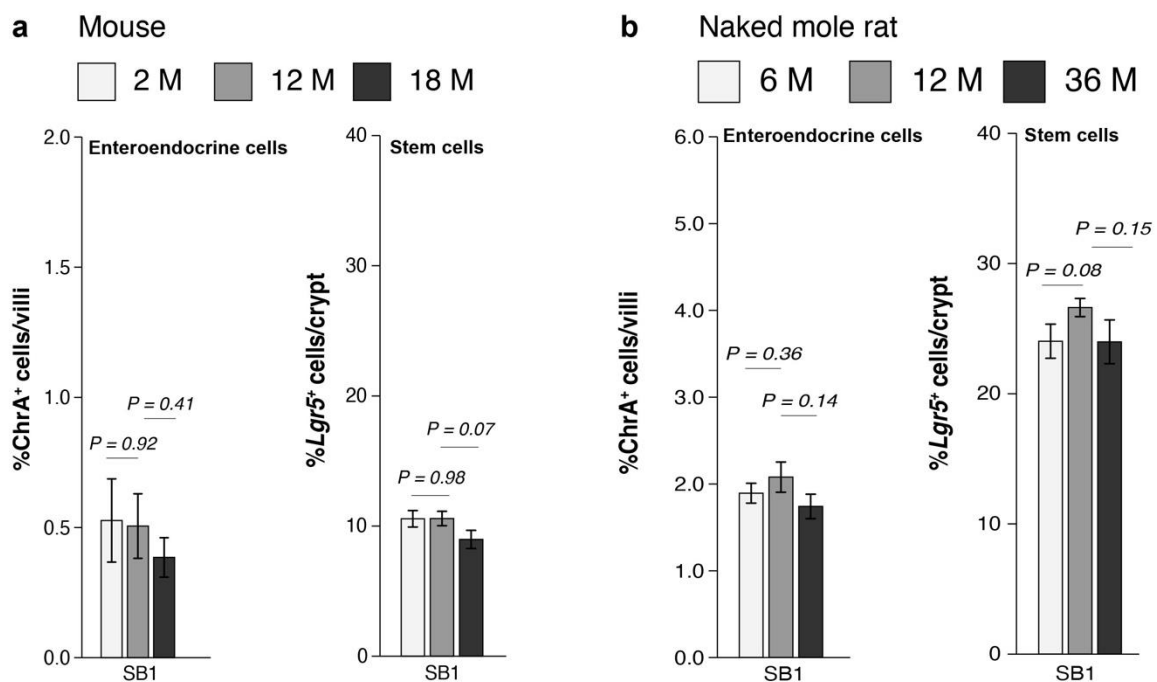 a Mouse
2 M 12 M 18 M
%ChrA⁺ cells/villi
2.0
1.5
1.0
0.5
0.0
Enteroendocrine cells
P = 0.92
P = 0.41
SB1
%Lgr5⁺ cells/crypt
40
30
20
10
0
Stem cells
P = 0.98
P = 0.07
SB1
b Naked mole rat
6 M 12 M 36 M
%ChrA⁺ cells/villi
6.0
5.0
4.0
3.0
2.0
1.0
0.0
Enteroendocrine cells
P = 0.36
P = 0.14
SB1
%Lgr5⁺ cells/crypt
40
30
20
10
0
Stem cells
P = 0.08
P = 0.15
SB1